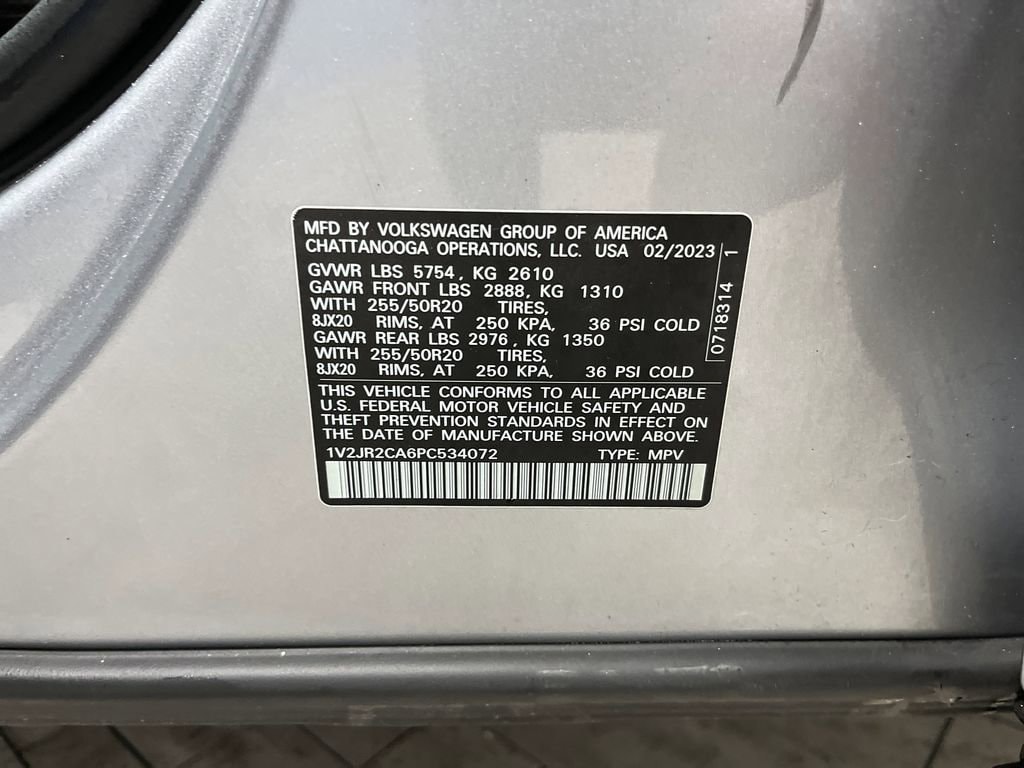 MFD BY VOLKSWAGEN GROUP OF AMERICA
CHATTANOOGA OPERATIONS, LLC. USA 02/2023
GVWR LBS 5754, KG 2610
GAWR FRONT LBS 2888, KG 1310
WITH 255/50R20 TIRES,
8JX20 RIMS, AT 250 KPA, 36 PSI COLD
GAWR REAR LBS 2976, KG 1350
WITH 255/50R20 TIRES,
8JX20 RIMS, AT 250 KPA, 36 PSI COLD
0718314 1
THIS VEHICLE CONFORMS TO ALL APPLICABLE
U.S. FEDERAL MOTOR VEHICLE SAFETY AND
THEFT PREVENTION STANDARDS IN EFFECT ON
THE DATE OF MANUFACTURE SHOWN ABOVE.
1V2JR2CA6PC534072 TYPE: MPV